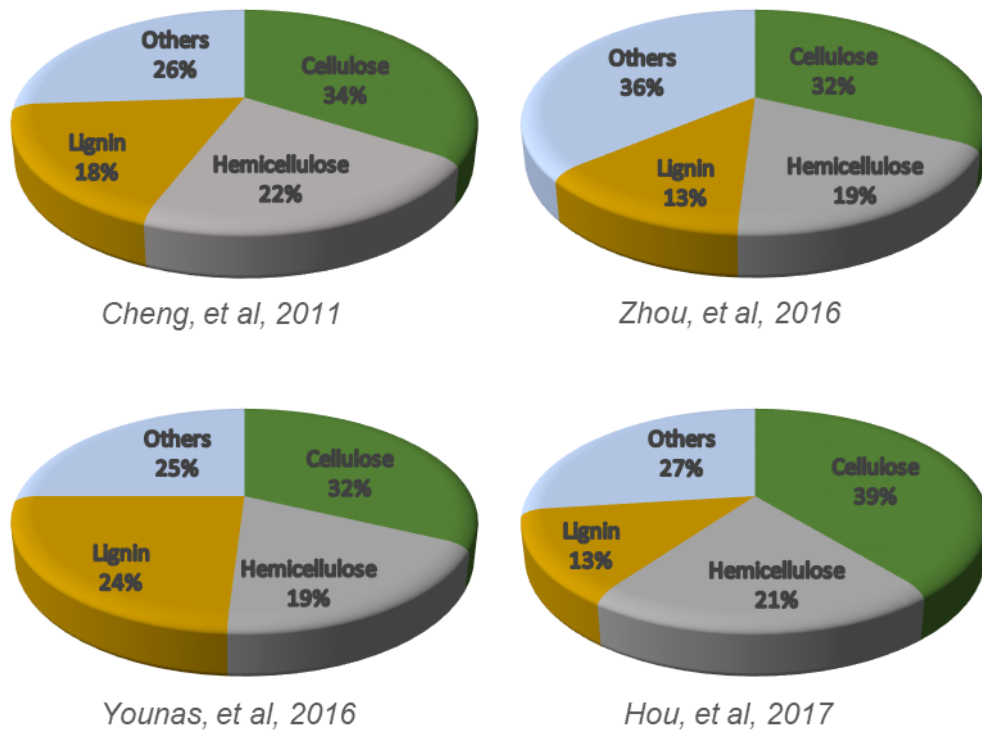 Others
26%
Cellulose
34%
Lignin
18%
Hemicellulose
22%
Cheng, et al, 2011
Others
36%
Cellulose
32%
Lignin
13%
Hemicellulose
19%
Zhou, et al, 2016
Others
25%
Cellulose
32%
Lignin
24%
Hemicellulose
19%
Younas, et al, 2016
Others
27%
Cellulose
39%
Lignin
13%
Hemicellulose
21%
Hou, et al, 2017